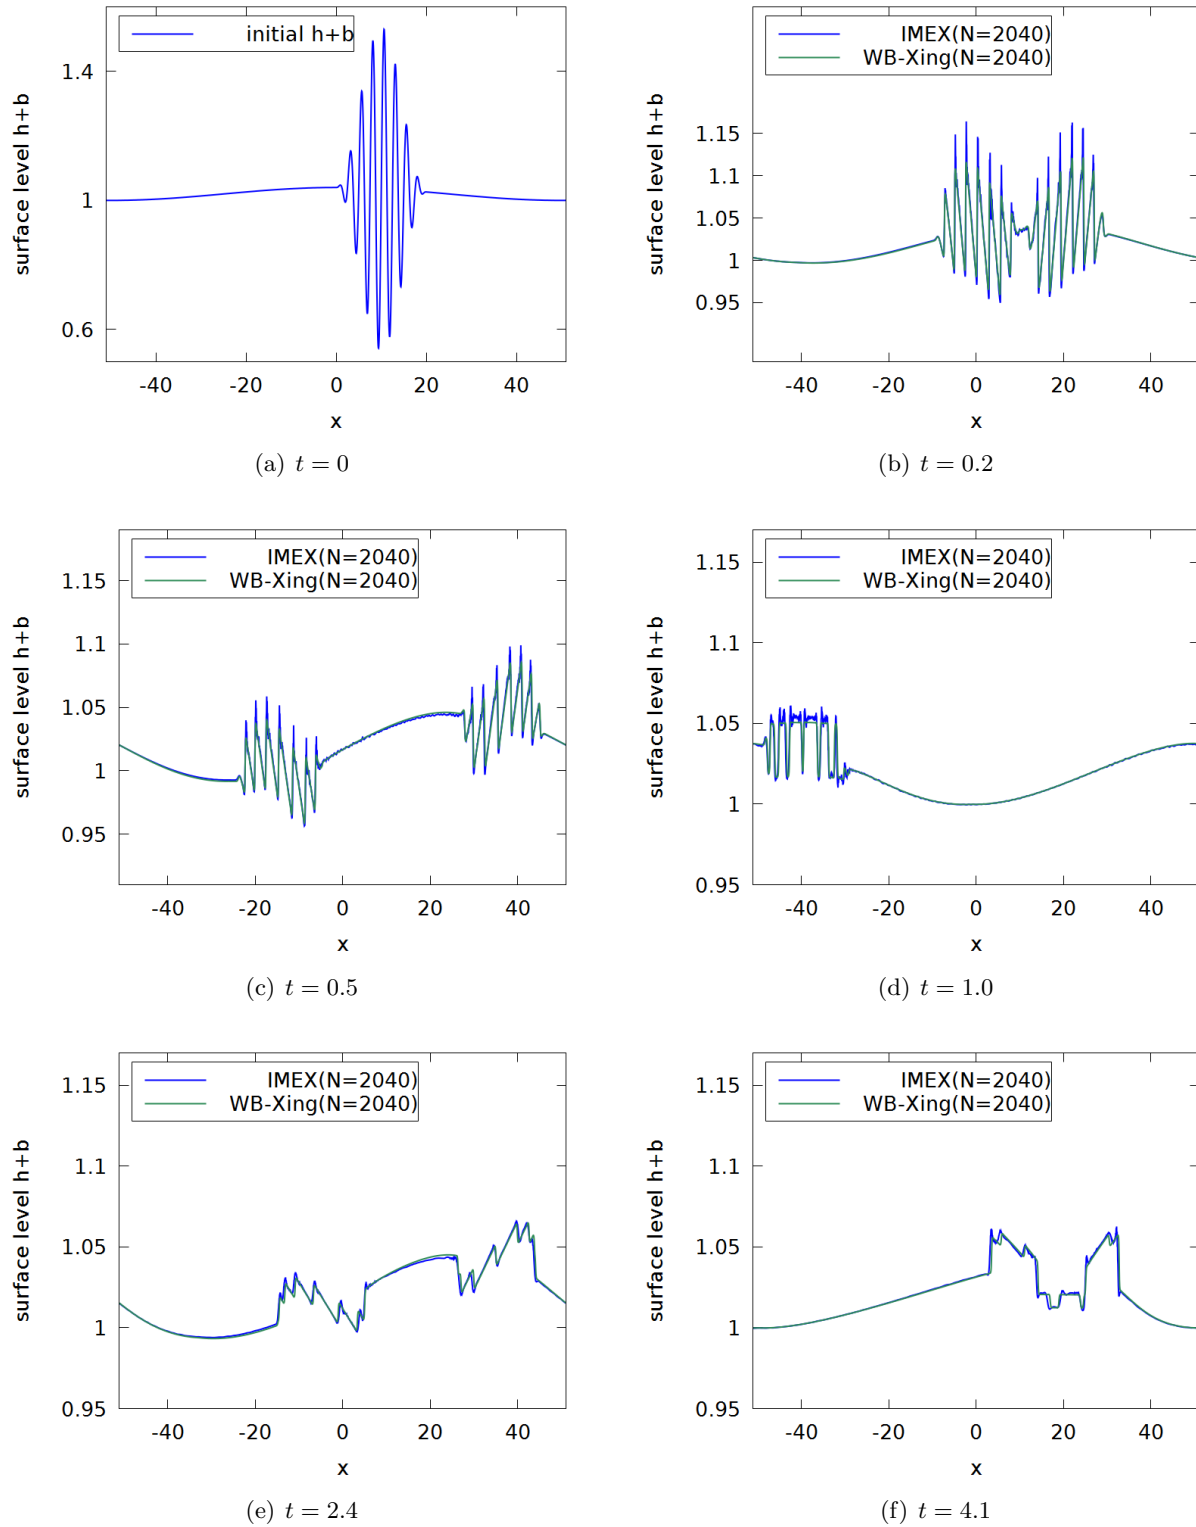 initial h+b
surface level h+b
1.4
1
0.6
-40 -20 0 20 40
x
(a) t = 0
IMEX(N=2040)
WB-Xing(N=2040)
surface level h+b
1.15
1.1
1.05
1
0.95
-40 -20 0 20 40
x
(b) t = 0.2
IMEX(N=2040)
WB-Xing(N=2040)
surface level h+b
1.15
1.1
1.05
1
0.95
-40 -20 0 20 40
x
(c) t = 0.5
IMEX(N=2040)
WB-Xing(N=2040)
surface level h+b
1.15
1.1
1.05
1
0.95
-40 -20 0 20 40
x
(d) t = 1.0
IMEX(N=2040)
WB-Xing(N=2040)
surface level h+b
1.15
1.1
1.05
1
0.95
-40 -20 0 20 40
x
(e) t = 2.4
IMEX(N=2040)
WB-Xing(N=2040)
surface level h+b
1.15
1.1
1.05
1
0.95
-40 -20 0 20 40
x
(f) t = 4.1